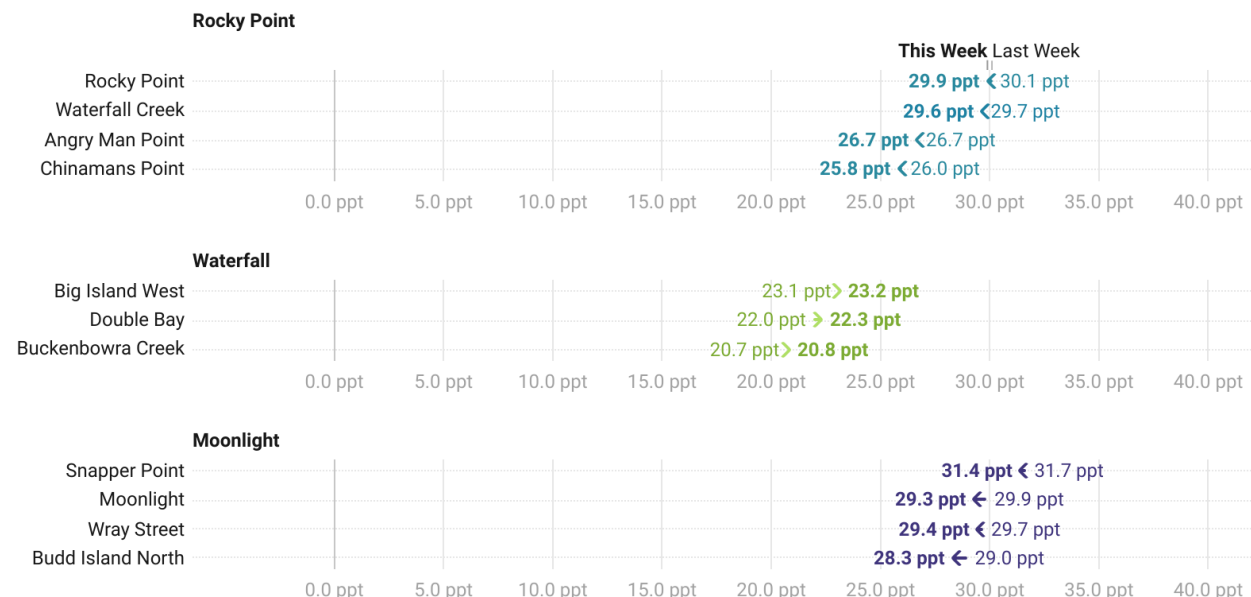 Rocky Point
This Week Last Week
Rocky Point 29.9 ppt 30.1 ppt
Waterfall Creek 29.6 ppt 29.7 ppt
Angry Man Point 26.7 ppt 26.7 ppt
Chinamans Point 25.8 ppt 26.0 ppt
0.0 ppt 5.0 ppt 10.0 ppt 15.0 ppt 20.0 ppt 25.0 ppt 30.0 ppt 35.0 ppt 40.0 ppt
Waterfall
Big Island West 23.1 ppt 23.2 ppt
Double Bay 22.0 ppt 22.3 ppt
Buckenbowra Creek 20.7 ppt 20.8 ppt
0.0 ppt 5.0 ppt 10.0 ppt 15.0 ppt 20.0 ppt 25.0 ppt 30.0 ppt 35.0 ppt 40.0 ppt
Moonlight
Snapper Point 31.4 ppt 31.7 ppt
Moonlight 29.3 ppt 29.9 ppt
Wray Street 29.4 ppt 29.7 ppt
Budd Island North 28.3 ppt 29.0 ppt
0.0 ppt 5.0 ppt 10.0 ppt 15.0 ppt 20.0 ppt 25.0 ppt 30.0 ppt 35.0 ppt 40.0 ppt